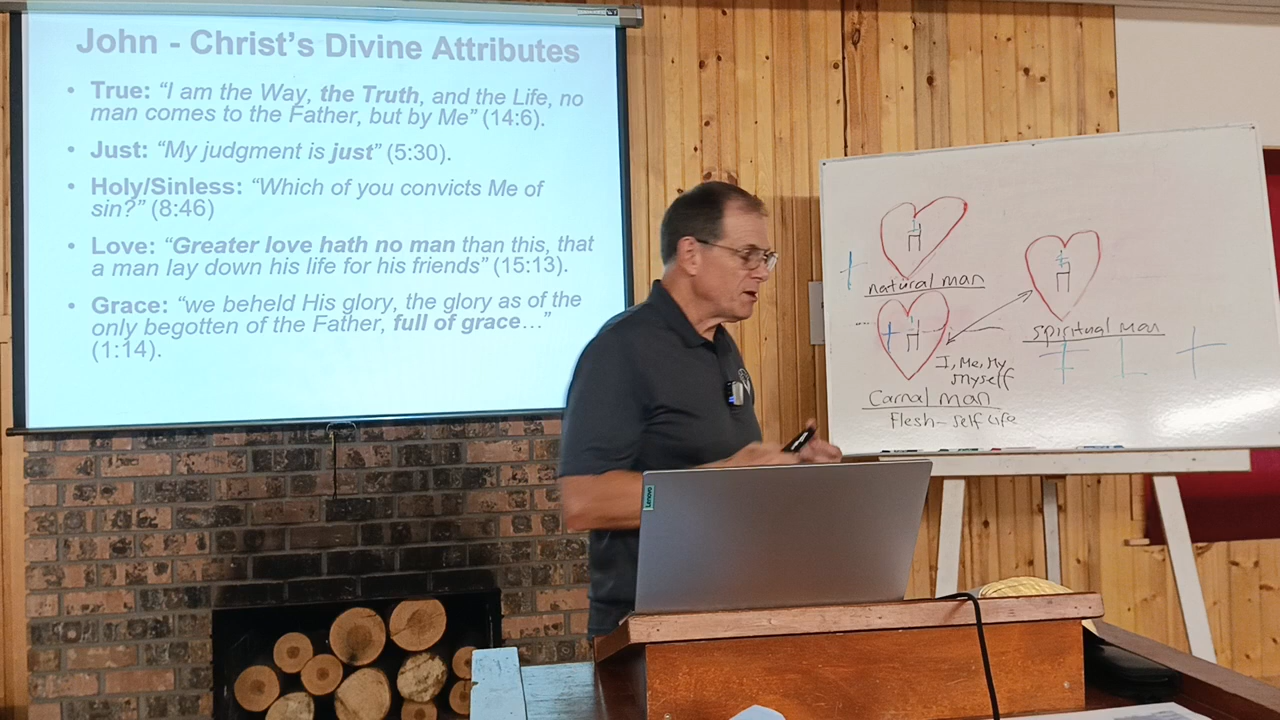 John - Christ's Divine Attributes
• True: "I am the Way, the Truth, and the Life, no
man comes to the Father, but by Me" (14:6).
• Just: "My judgment is just" (5:30).
• Holy/Sinless: "Which of you convicts Me of
sin?" (8:46)
• Love: "Greater love hath no man than this, that
a man lay down his life for his friends" (15:13).
• Grace: "we beheld His glory, the glory as of the
only begotten of the Father, full of grace…"
(1:14).
natural man
Spiritual man
I, Me, My
Myself
Carnal man
Flesh - Self Life
Lenovo